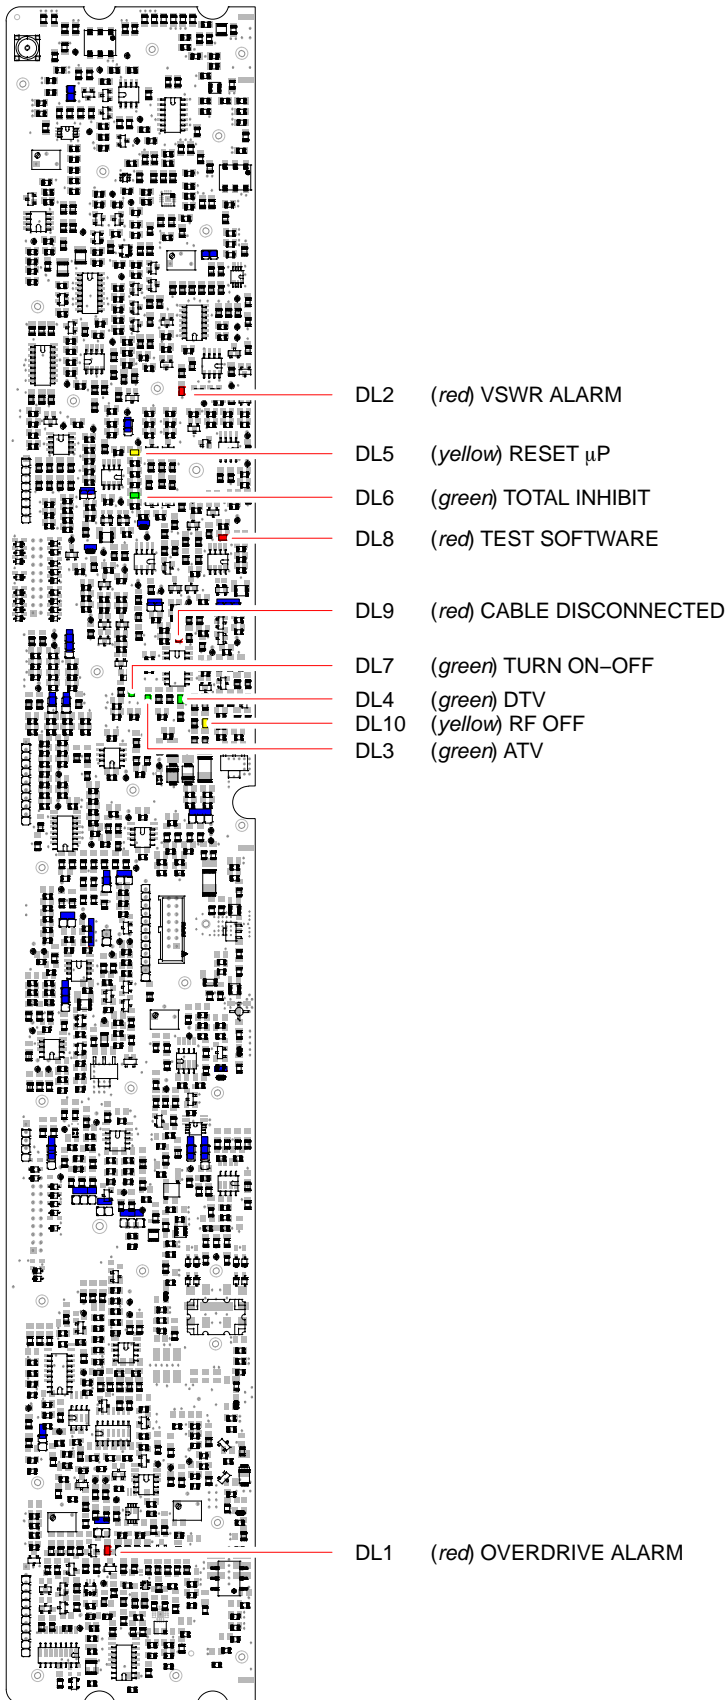 DL2 (red) VSWR ALARM
DL5 (yellow) RESET μP
DL6 (green) TOTAL INHIBIT
DL8 (red) TEST SOFTWARE
DL9 (red) CABLE DISCONNECTED
DL7 (green) TURN ON–OFF
DL4 (green) DTV
DL10 (yellow) RF OFF
DL3 (green) ATV
DL1 (red) OVERDRIVE ALARM